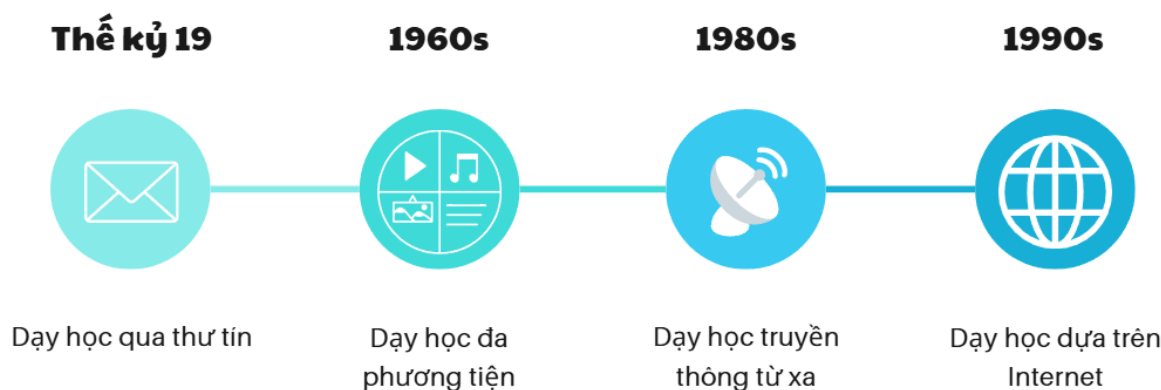 Thế kỷ 19
1960s
1980s
1990s
Dạy học qua thư tín
Dạy học đa
phương tiện
Dạy học truyền
thông từ xa
Dạy học dựa trên
Internet